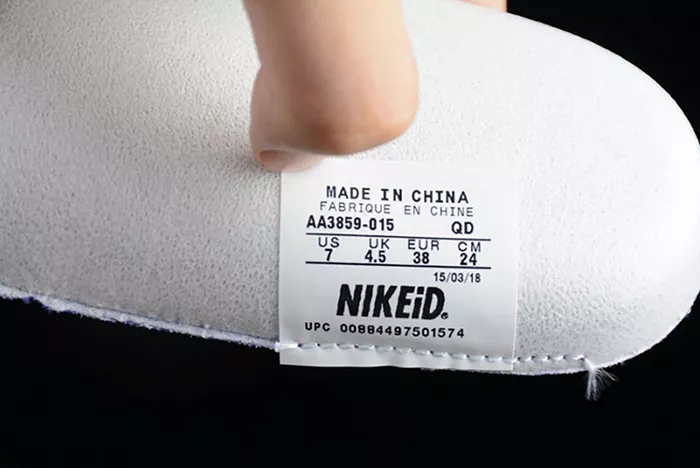 MADE IN CHINA
FABRIQUE EN CHINE
AA3859-015 QD
US UK EUR CM
7 4.5 38 24
15/03/18
NIKEiD.
UPC 00884497501574